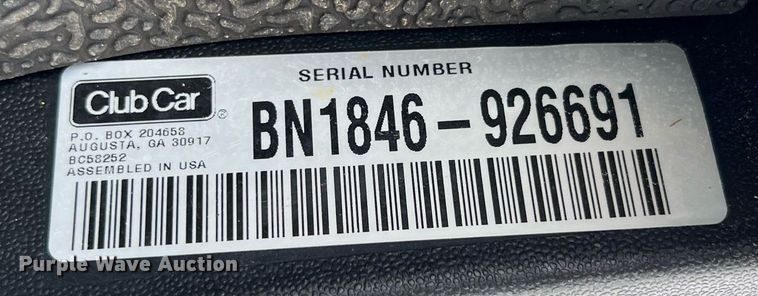 SERIAL NUMBER
Club Car
®
BN1846-926691
P.O. BOX 204658
AUGUSTA, GA 30917
BC58252
ASSEMBLED IN USA
Purple Wave Auction